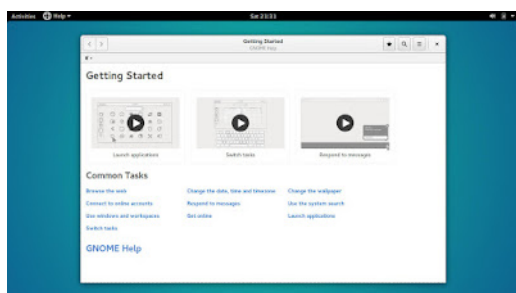 Activities Help Sat 21:31
Getting Started
GNOME Help
Getting Started
Launch applications Switch tasks Respond to messages
Common Tasks
Browse the web Change the date, time and timezone Change the wallpaper
Connect to online accounts Respond to messages Use the system search
Use windows and workspaces Get online Launch applications
Switch tasks
GNOME Help